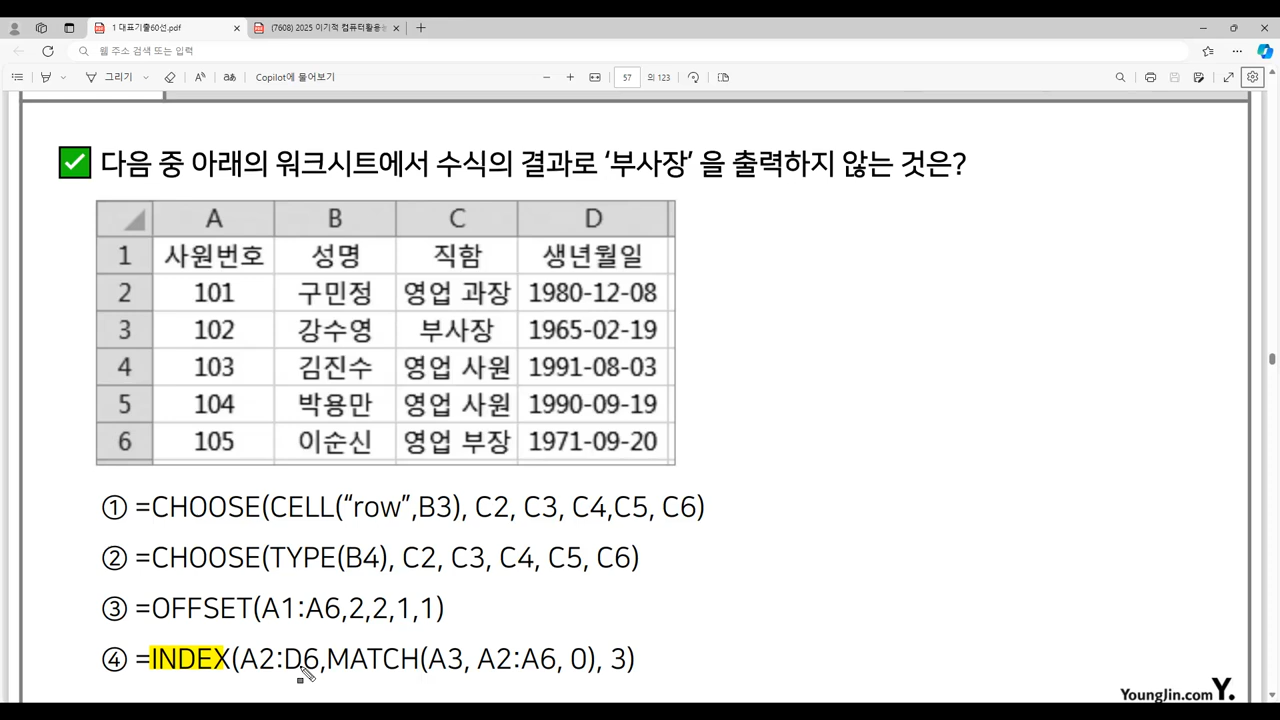 1 대표기출60선.pdf
(7608) 2025 이기적 컴퓨터활용능
웹 주소 검색 또는 입력
그리기
Copilot에 물어보기
57 의 123
다음 중 아래의 워크시트에서 수식의 결과로 ‘부사장’ 을 출력하지 않는 것은?
A B C D
1 사원번호 성명 직함 생년월일
2 101 구민정 영업 과장 1980-12-08
3 102 강수영 부사장 1965-02-19
4 103 김진수 영업 사원 1991-08-03
5 104 박용만 영업 사원 1990-09-19
6 105 이순신 영업 부장 1971-09-20
① =CHOOSE(CELL(“row”,B3), C2, C3, C4,C5, C6)
② =CHOOSE(TYPE(B4), C2, C3, C4, C5, C6)
③ =OFFSET(A1:A6,2,2,1,1)
④ =INDEX(A2:D6,MATCH(A3, A2:A6, 0), 3)
YoungJin.com Y.